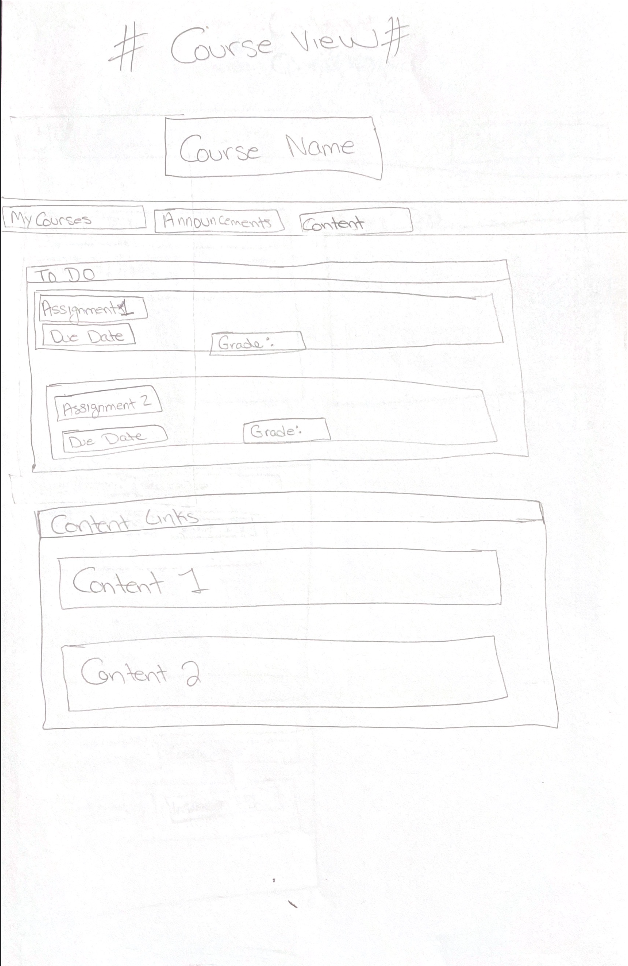 # Course View #
Course Name
My Courses Announcements Content
To DO
Assignment 1
Due Date Grade:
Assignment 2
Due Date Grade:
Content Links
Content 1
Content 2